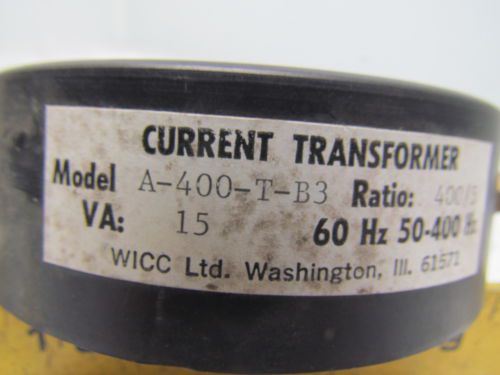 CURRENT TRANSFORMER
Model A-400-T-B3 Ratio: 400/5
VA: 15 60 Hz 50-400 Hz
WICC Ltd. Washington, Ill. 61571